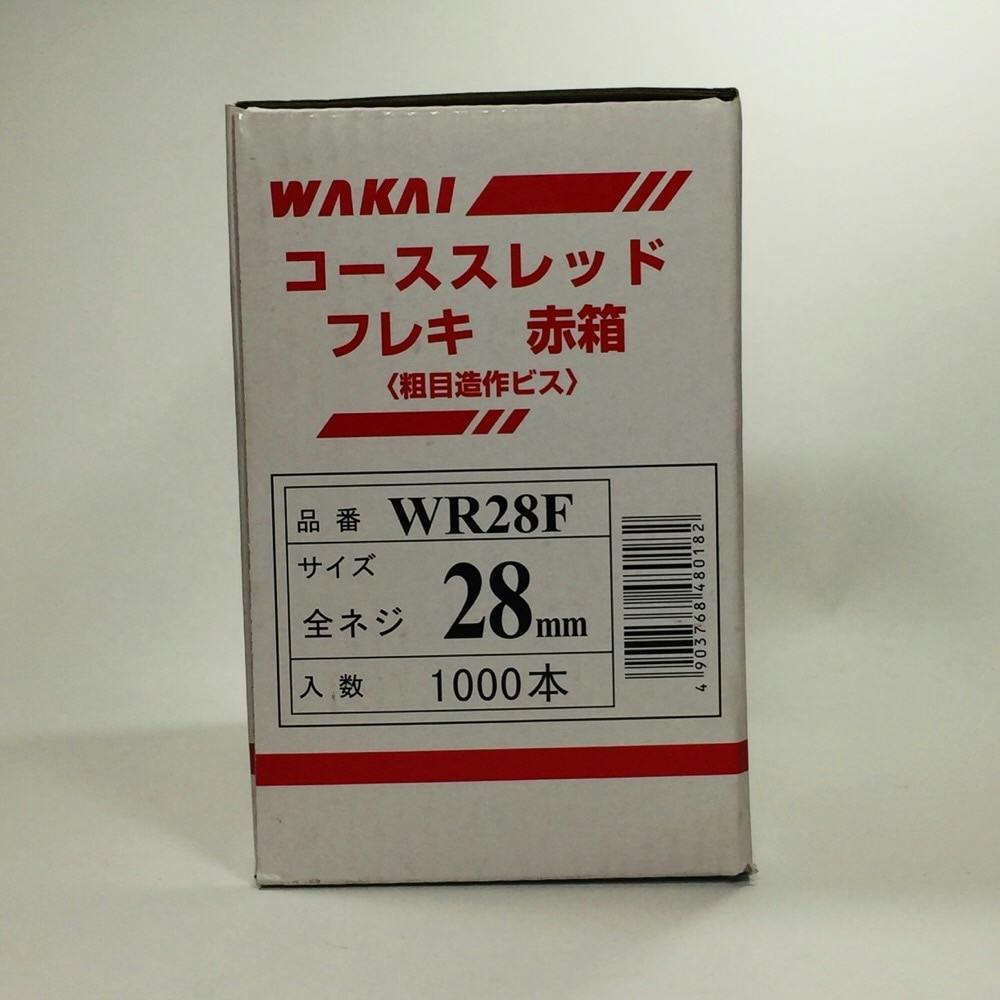 WAKAI
コーススレッド
フレキ 赤箱
〈粗目造作ビス〉
品番 WR28F
サイズ
全ネジ 28mm
入数 1000本
4 903768 480182